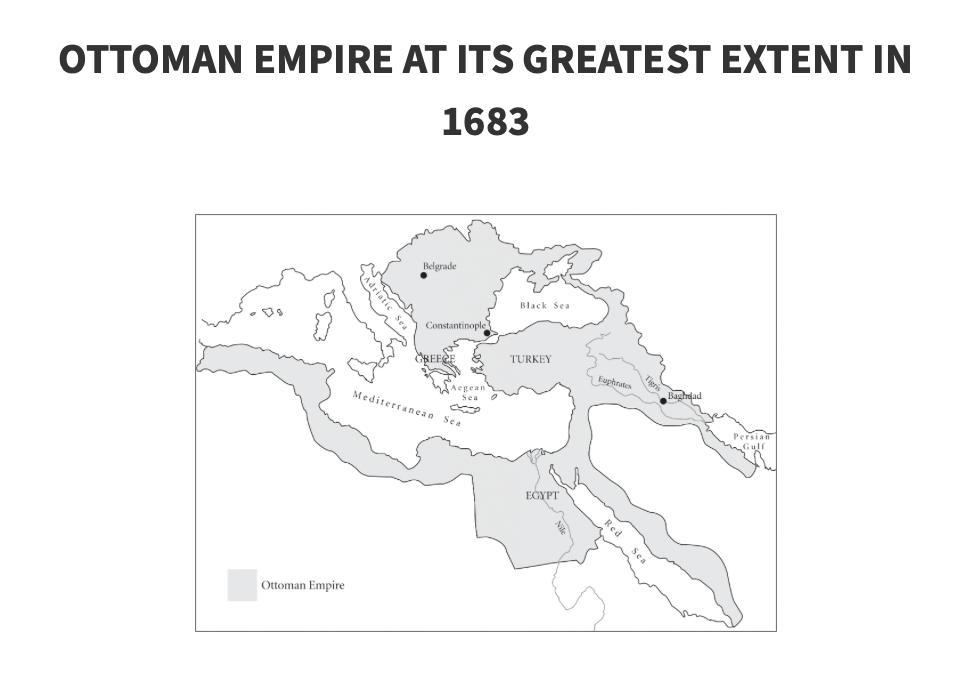 OTTOMAN EMPIRE AT ITS GREATEST EXTENT IN
1683
Belgrade
Adriatic Sea
Black Sea
Constantinople
GREECE
TURKEY
Aegean
Sea
Euphrates
Tigris
Baghdad
Mediterranean Sea
Persian
Gulf
EGYPT
Nile
Red Sea
Ottoman Empire